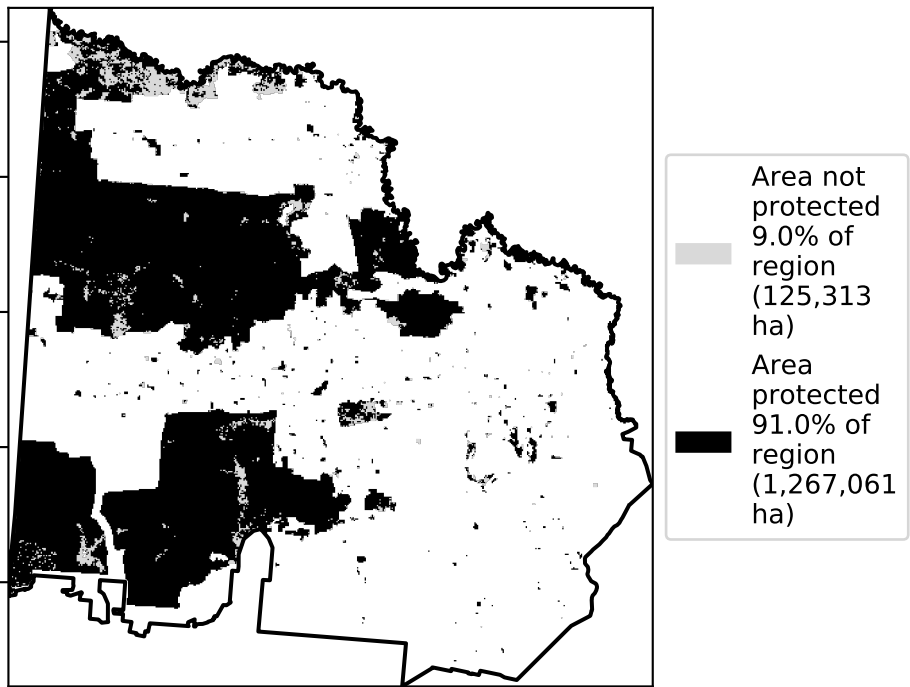 Area not
protected
9.0% of
region
(125,313
ha)
Area
protected
91.0% of
region
(1,267,061
ha)